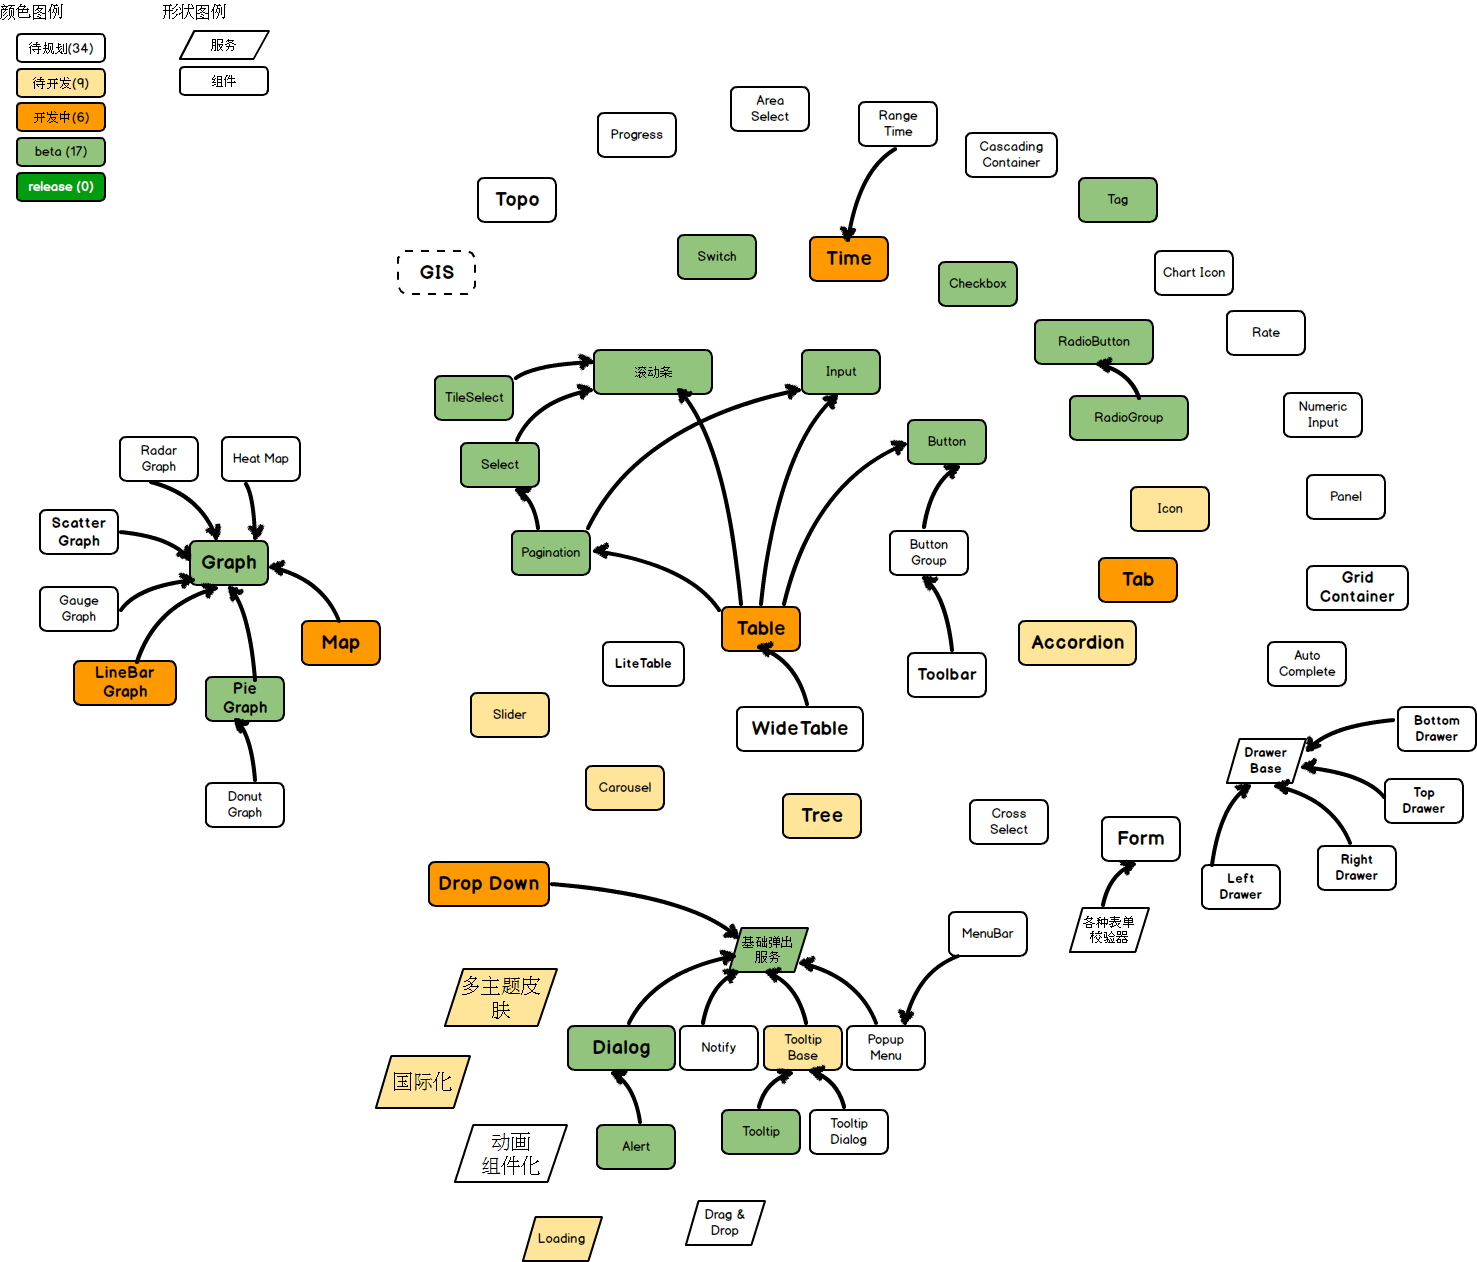 颜色图例
形状图例
待规划(34)
服务
待开发(9)
组件
开发中(6)
beta (17)
release (0)
Area
Select
Range
Time
Progress
Cascading
Container
Topo
Tag
Switch
Time
GIS
Checkbox
Chart Icon
RadioButton
Rate
滚动条
Input
TileSelect
RadioGroup
Numeric
Input
Button
Radar
Graph
Heat Map
Select
Panel
Icon
Scatter
Graph
Pagination
Button
Group
Graph
Tab
Grid
Container
Gauge
Graph
Map
Table
Accordion
LiteTable
Auto
Complete
LineBar
Graph
Toolbar
Pie
Graph
Slider
WideTable
Bottom
Drawer
Drawer
Base
Carousel
Donut
Graph
Tree
Cross
Select
Top
Drawer
Form
Right
Drawer
Drop Down
Left
Drawer
各种表单
校验器
MenuBar
基础弹出
服务
多主题皮
肤
Dialog
Notify
Tooltip
Base
Popup
Menu
国际化
Tooltip
Tooltip
Dialog
动画
组件化
Alert
Drag &
Drop
Loading